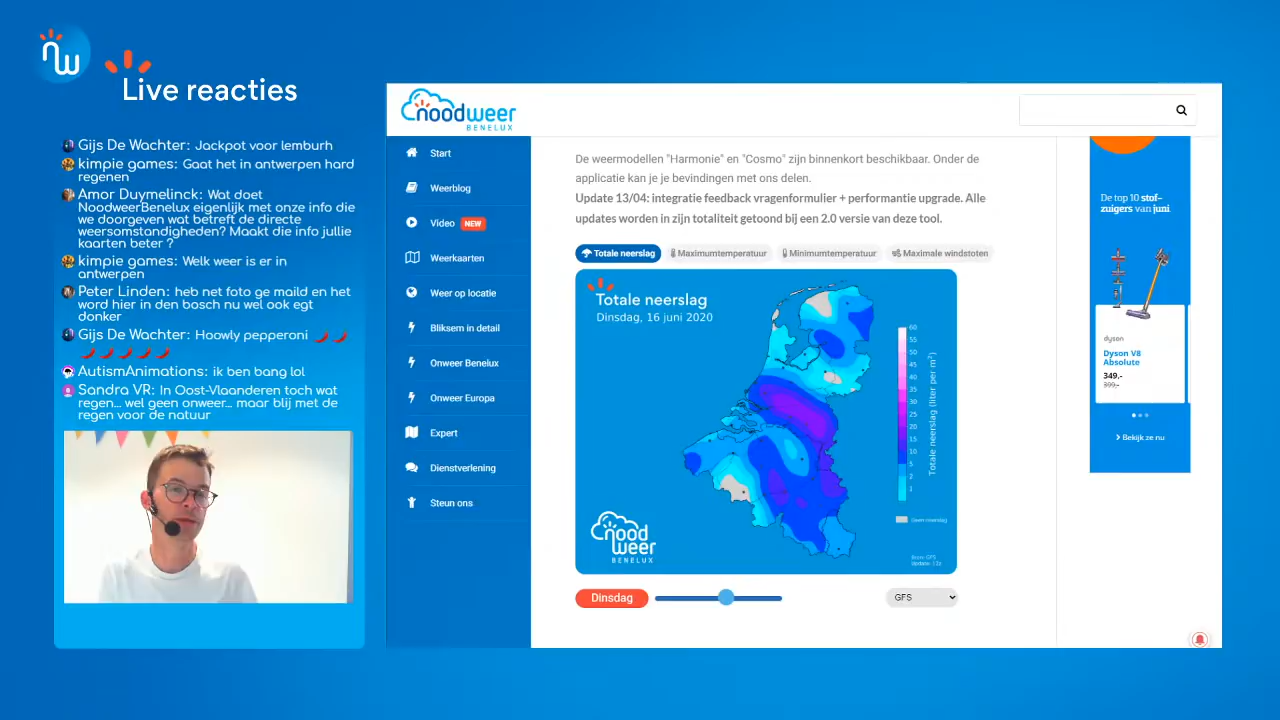 nw
Live reacties
Gijs De Wachter: Jackpot voor lemburh
kimpie games: Gaat het in antwerpen hard
regenen
Amor Duymelinck: Wat doet
NoodweerBenelux eigenlijk met onze info die
we doorgeven wat betreft de directe
weersomstandigheden? Maakt die info jullie
kaarten beter ?
kimpie games: Welk weer is er in
antwerpen
Peter Linden: heb net foto ge maild en het
word hier in den bosch nu wel ook egt
donker
Gijs De Wachter: Hoowly pepperoni 🌶️🌶️
🌶️🌶️🌶️🌶️🌶️
AutismAnimations: ik ben bang lol
Sandra VR: In Oost-Vlaanderen toch wat
regen... wel geen onweer... maar blij met de
regen voor de natuur
noodweer
BENELUX
Start
Weerblog
Video NEW
Weerkaarten
Weer op locatie
Bliksem in detail
Onweer Benelux
Onweer Europa
Expert
Dienstverlening
Steun ons
De weermodellen "Harmonie" en "Cosmo" zijn binnenkort beschikbaar. Onder de
applicatie kan je je bevindingen met ons delen.
Update 13/04: integratie feedback vragenformulier + performantie upgrade. Alle
updates worden in zijn totaliteit getoond bij een 2.0 versie van deze tool.
Totale neerslag Maximumtemperatuur Minimumtemperatuur Maximale windstoten
Totale neerslag
Dinsdag, 16 juni 2020
60
55
50
45
40
35
30
25
20
15
10
5
2
1
Totale neerslag (liter per m²)
Geen neerslag
Bron: GFS
Update: 12z
nood
weer
BENELUX
Dinsdag
GFS
De top 10 stof-
zuigers van juni
dyson
Dyson V8
Absolute
349.-
399,-
Bekijk ze nu